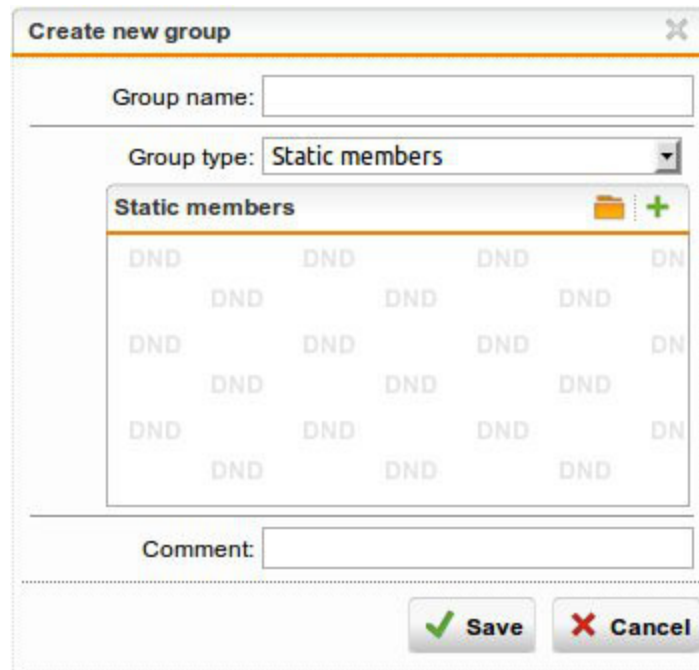 Create new group
Group name:
Group type: Static members
Static members
DND DND DND DN
DND DND DND
DND DND DND DN
DND DND DND
DND DND DND DN
DND DND DND
Comment:
Save Cancel